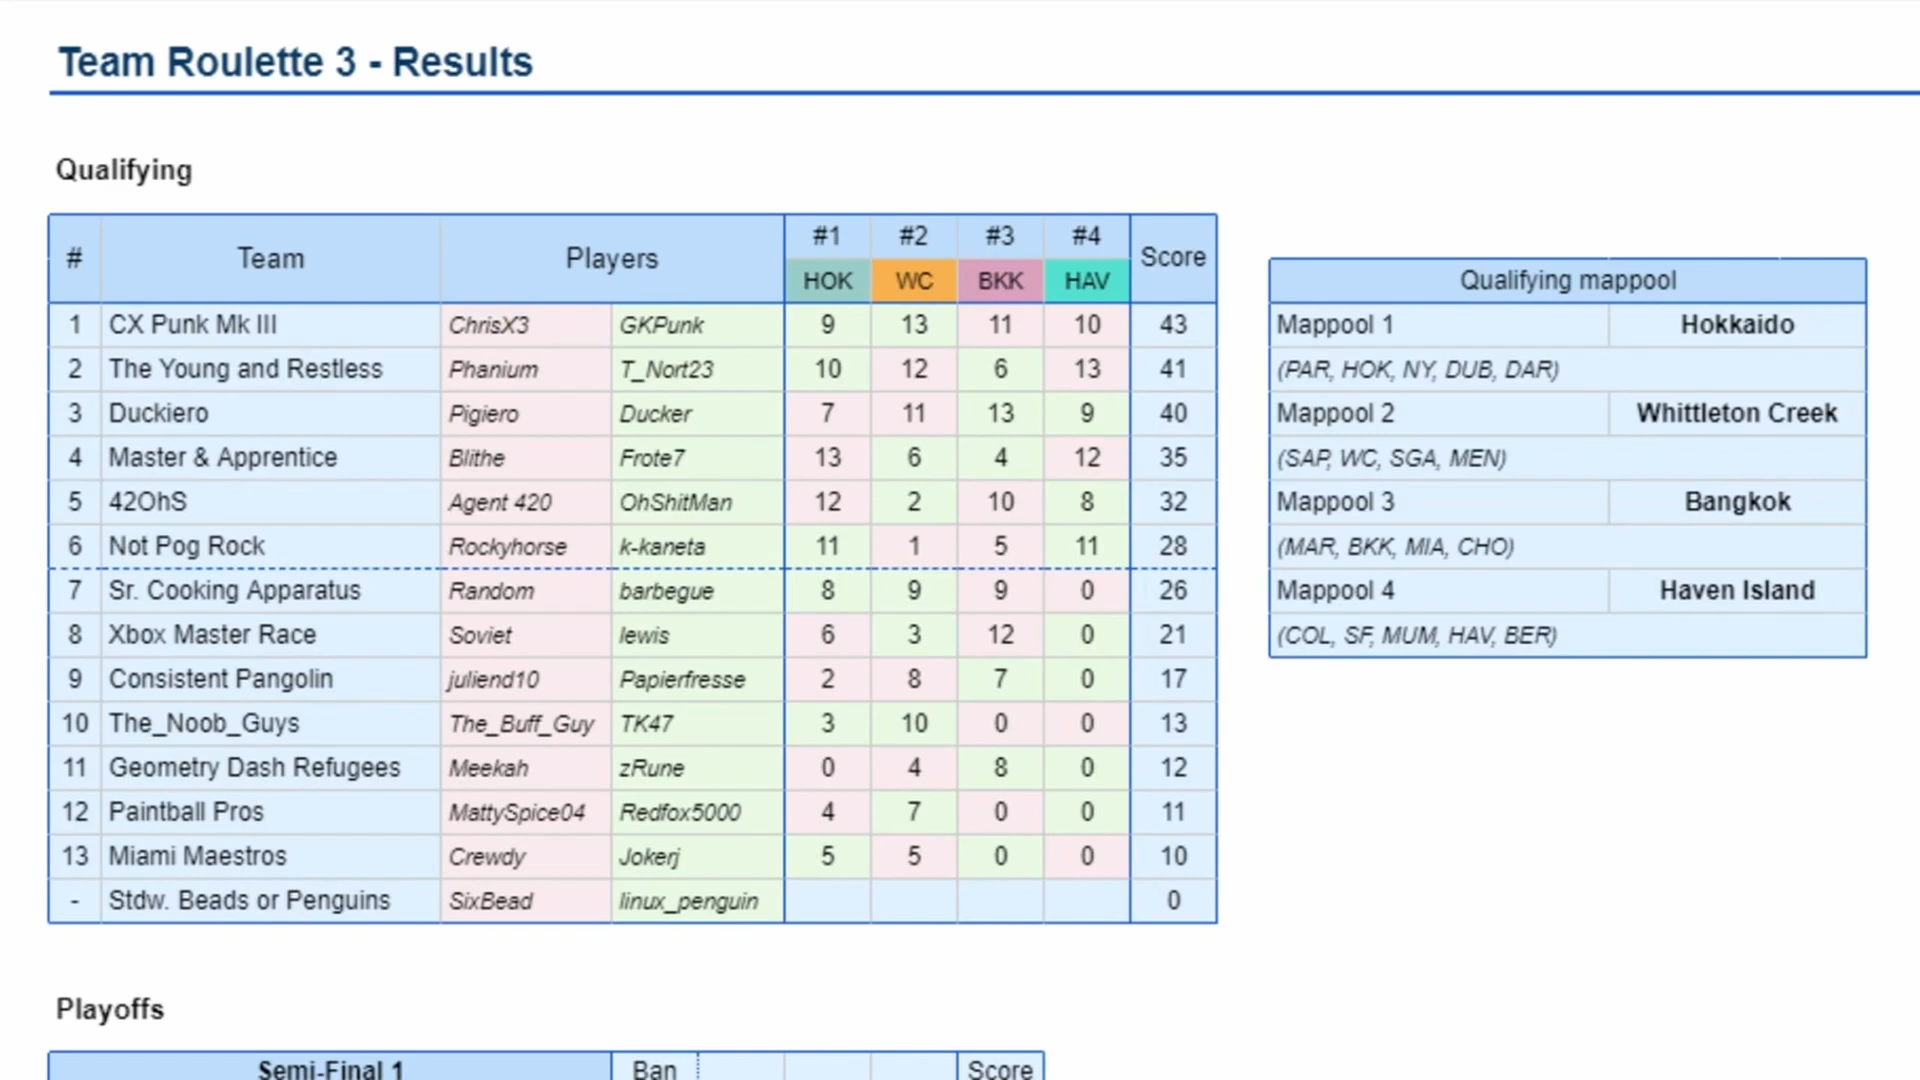 Team Roulette 3 - Results
Qualifying
# Team Players #1 #2 #3 #4 Score
HOK WC BKK HAV
1 CX Punk Mk III ChrisX3 GKPunk 9 13 11 10 43
2 The Young and Restless Phanium T_Nort23 10 12 6 13 41
3 Duckiero Pigiero Ducker 7 11 13 9 40
4 Master & Apprentice Blithe Frote7 13 6 4 12 35
5 42OhS Agent 420 OhShitMan 12 2 10 8 32
6 Not Pog Rock Rockyhorse k-kaneta 11 1 5 11 28
7 Sr. Cooking Apparatus Random barbegue 8 9 9 0 26
8 Xbox Master Race Soviet lewis 6 3 12 0 21
9 Consistent Pangolin juliend10 Papierfresse 2 8 7 0 17
10 The_Noob_Guys The_Buff_Guy TK47 3 10 0 0 13
11 Geometry Dash Refugees Meekah zRune 0 4 8 0 12
12 Paintball Pros MattySpice04 Redfox5000 4 7 0 0 11
13 Miami Maestros Crewdy Jokerj 5 5 0 0 10
- Stdw. Beads or Penguins SixBead linux_penguin 0
Qualifying mappool
Mappool 1 Hokkaido
(PAR, HOK, NY, DUB, DAR)
Mappool 2 Whittleton Creek
(SAP, WC, SGA, MEN)
Mappool 3 Bangkok
(MAR, BKK, MIA, CHO)
Mappool 4 Haven Island
(COL, SF, MUM, HAV, BER)
Playoffs
Semi-Final 1 Ban Score